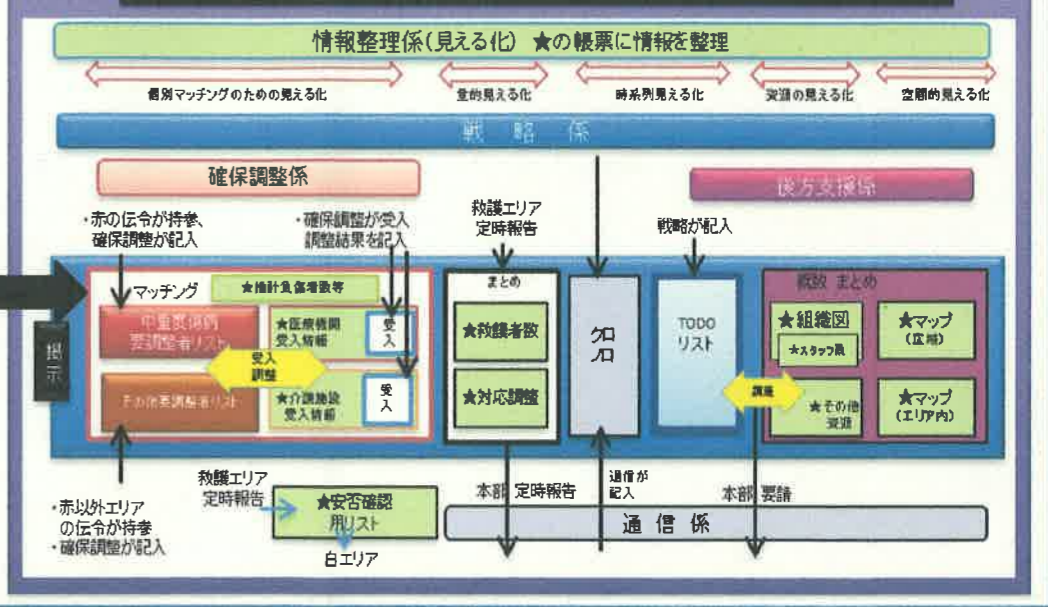 情報整理係(見える化) ★の帳票に情報を整理
個別マッチングのための見える化
量的見える化
時系列見える化
資源の見える化
空間的見える化
戦略係
確保調整係
後方支援係
・赤の伝令が持参、
確保調整が記入
・確保調整が受入
調整結果を記入
救護エリア
定時報告
戦略が記入
掲示
マッチング
★推計負傷者数等
中重度傷病
要調整者リスト
★医療機関
受入情報
受
入
受入
調整
その他要調整者リスト
★介護施設
受入情報
受
入
まとめ
★救護者数
★対応調整
クロ
ノロ
TODO
リスト
調達
まとめ
★組織図
★スタッフ員
★その他
資源
★マップ
(広域)
★マップ
(エリア内)
・赤以外エリア
の伝令が持参
・確保調整が記入
救護エリア
定時報告
★安否確認
用リスト
白エリア
本部 定時報告
通信が
記入
本部 要請
通信係